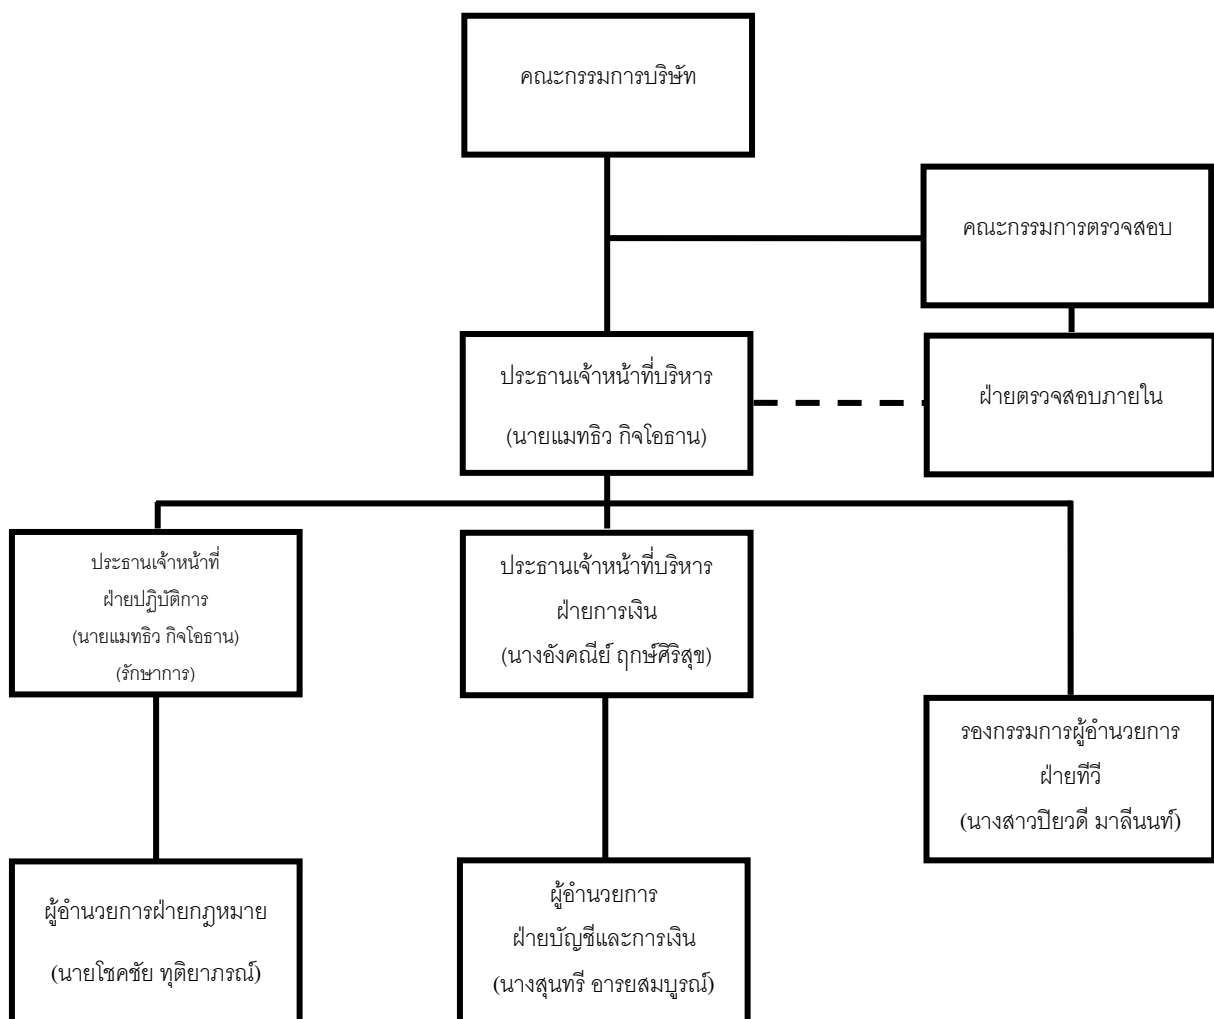 คณะกรรมการบริษัท
คณะกรรมการตรวจสอบ
ประธานเจ้าหน้าที่บริหาร
(นายแมทธิว กิจโอธาน)
ฝ่ายตรวจสอบภายใน
ประธานเจ้าหน้าที่
ฝ่ายปฏิบัติการ
(นายแมทธิว กิจโอธาน)
(รักษาการ)
ประธานเจ้าหน้าที่บริหาร
ฝ่ายการเงิน
(นางอังคณีย์ ฤกษ์ศิริสุข)
รองกรรมการผู้อำนวยการ
ฝ่ายทีวี
(นางสาวปิยวดี มาลีนนท์)
ผู้อำนวยการฝ่ายกฎหมาย
(นายโชคชัย ทุติยาภรณ์)
ผู้อำนวยการ
ฝ่ายบัญชีและการเงิน
(นางสุนทรี อารยสมบูรณ์)